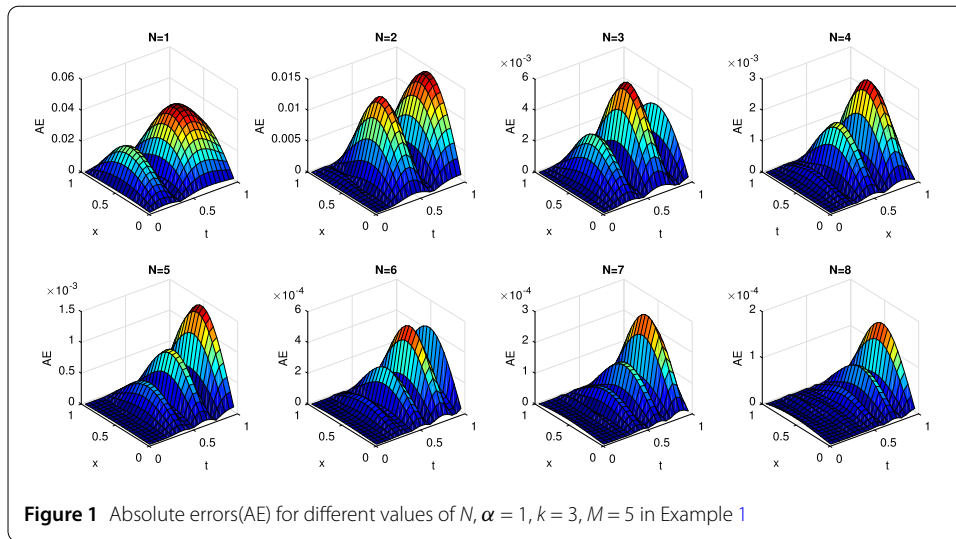 N=1
0.06
0.04
0.02
0
AE
1
0.5
0
x
0
0.5
1
t
N=2
0.015
0.01
0.005
0.000
AE
1
0.5
0
x
0
0.5
1
t
N=3
×10⁻³
6
4
2
0
AE
1
0.5
0
x
0
0.5
1
t
N=4
×10⁻³
3
2
1
0
AE
1
0.5
0
t
0
0.5
1
x
N=5
×10⁻³
1.5
1
0.5
0
AE
1
0.5
0
x
0
0.5
1
t
N=6
×10⁻⁴
6
4
2
0
AE
1
0.5
0
x
0
0.5
1
t
N=7
×10⁻⁴
3
2
1
0
AE
1
0.5
0
x
0
0.5
1
t
N=8
×10⁻⁴
2
1
0
AE
1
0.5
0
x
0
0.5
1
t
Figure 1 Absolute errors(AE) for different values of N, α = 1, k = 3, M = 5 in Example 1